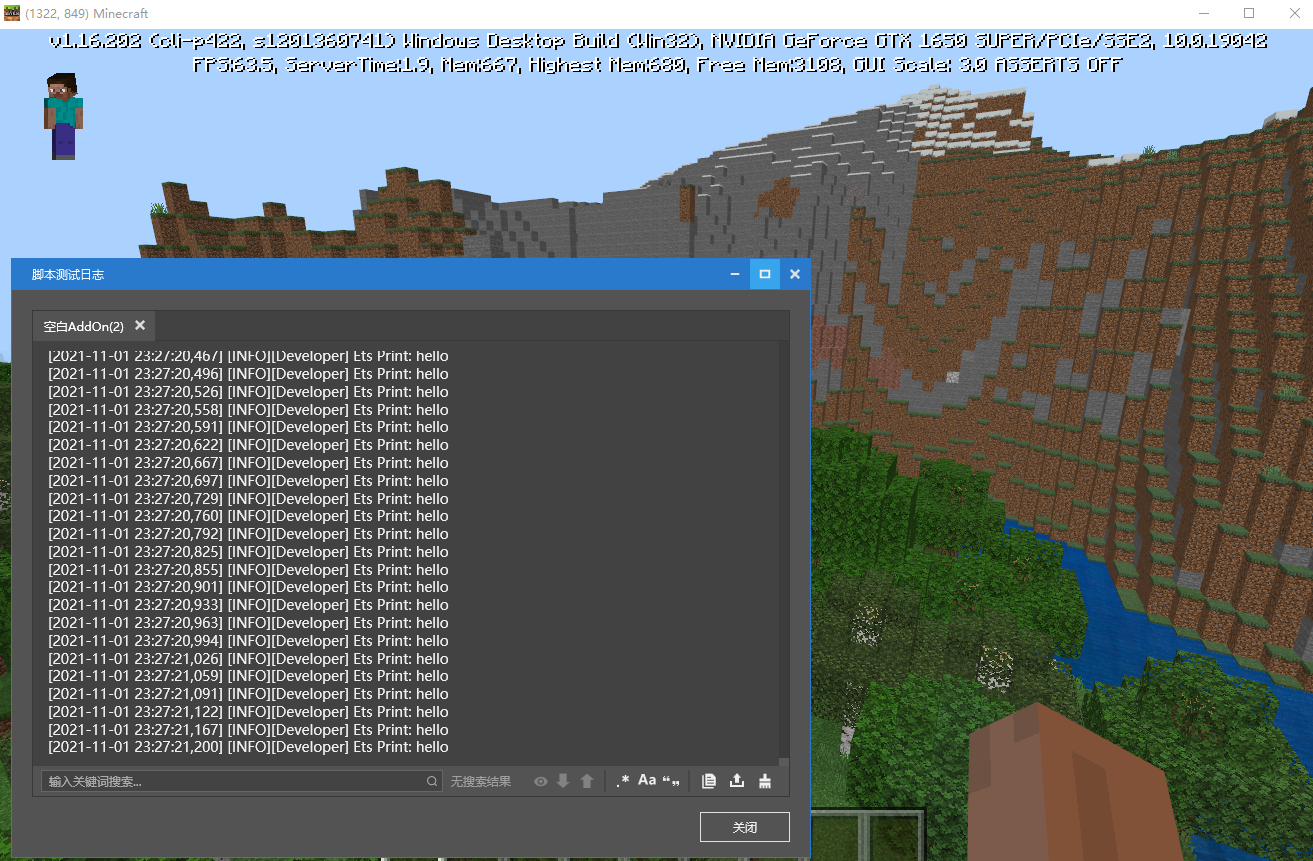 (1322, 849) Minecraft
v1.16.202 (cli-p422, s1201360741) Windows Desktop Build (Win32), NVIDIA GeForce GTX 1650 SUPER/PCIe/SSE2, 10.0.19042
FPS:63.5, ServerTime:1.9, Mem:667, Highest Mem:680, Free Mem:3108, GUI Scale: 3.0 ASSERTS OFF
脚本测试日志
空白AddOn(2)
[2021-11-01 23:27:20,467] [INFO][Developer] Ets Print: hello
[2021-11-01 23:27:20,496] [INFO][Developer] Ets Print: hello
[2021-11-01 23:27:20,526] [INFO][Developer] Ets Print: hello
[2021-11-01 23:27:20,558] [INFO][Developer] Ets Print: hello
[2021-11-01 23:27:20,591] [INFO][Developer] Ets Print: hello
[2021-11-01 23:27:20,622] [INFO][Developer] Ets Print: hello
[2021-11-01 23:27:20,667] [INFO][Developer] Ets Print: hello
[2021-11-01 23:27:20,697] [INFO][Developer] Ets Print: hello
[2021-11-01 23:27:20,729] [INFO][Developer] Ets Print: hello
[2021-11-01 23:27:20,760] [INFO][Developer] Ets Print: hello
[2021-11-01 23:27:20,792] [INFO][Developer] Ets Print: hello
[2021-11-01 23:27:20,825] [INFO][Developer] Ets Print: hello
[2021-11-01 23:27:20,855] [INFO][Developer] Ets Print: hello
[2021-11-01 23:27:20,901] [INFO][Developer] Ets Print: hello
[2021-11-01 23:27:20,933] [INFO][Developer] Ets Print: hello
[2021-11-01 23:27:20,963] [INFO][Developer] Ets Print: hello
[2021-11-01 23:27:20,994] [INFO][Developer] Ets Print: hello
[2021-11-01 23:27:21,026] [INFO][Developer] Ets Print: hello
[2021-11-01 23:27:21,059] [INFO][Developer] Ets Print: hello
[2021-11-01 23:27:21,091] [INFO][Developer] Ets Print: hello
[2021-11-01 23:27:21,122] [INFO][Developer] Ets Print: hello
[2021-11-01 23:27:21,167] [INFO][Developer] Ets Print: hello
[2021-11-01 23:27:21,200] [INFO][Developer] Ets Print: hello
输入关键词搜索... 无搜索结果 .* Aa “„
关闭